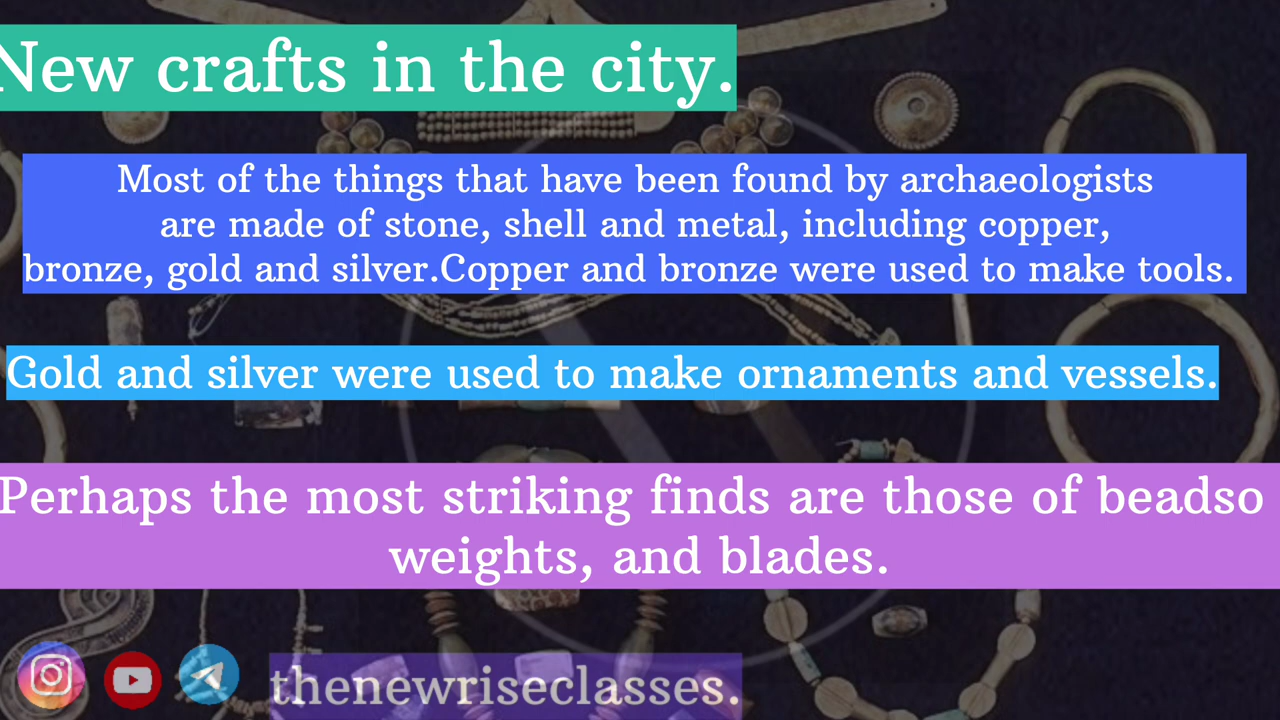 New crafts in the city.
Most of the things that have been found by archaeologists
are made of stone, shell and metal, including copper,
bronze, gold and silver.Copper and bronze were used to make tools.
Gold and silver were used to make ornaments and vessels.
Perhaps the most striking finds are those of beadso
weights, and blades.
thenewriseclasses.